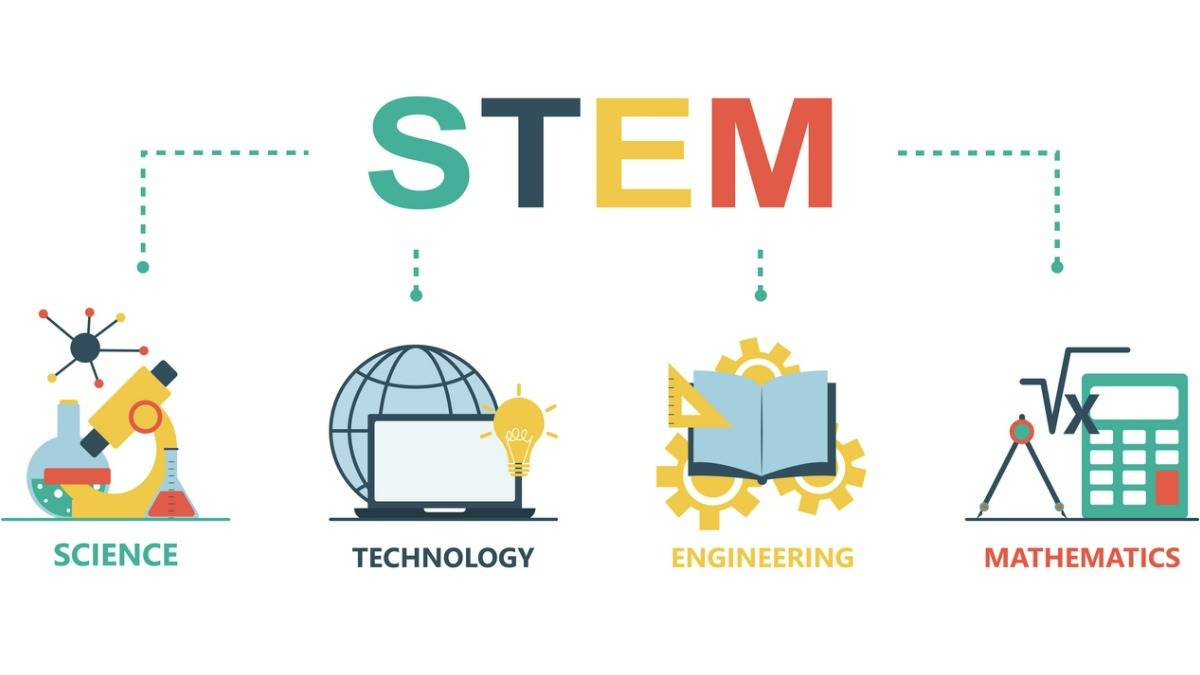 STEM
√x
SCIENCE
TECHNOLOGY
ENGINEERING
MATHEMATICS